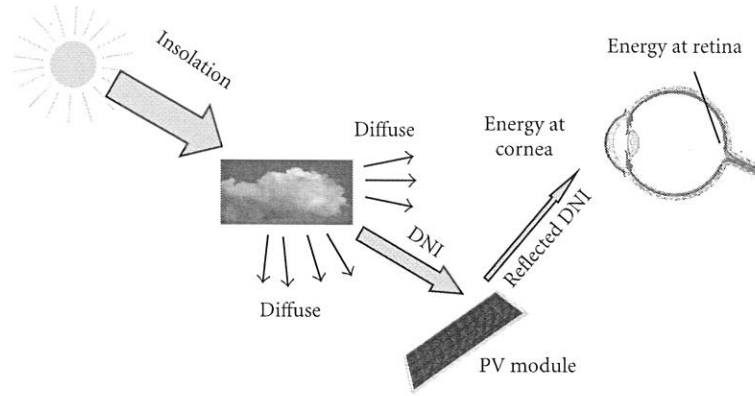 Insolation
Energy at retina
Diffuse
Energy at
cornea
DNI
Reflected DNI
Diffuse
PV module